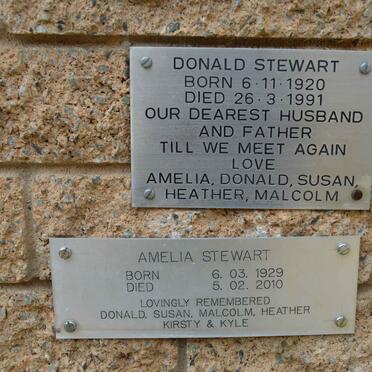 DONALD STEWART
BORN 6·11·1920
DIED 26·3·1991
OUR DEAREST HUSBAND
AND FATHER
TILL WE MEET AGAIN
LOVE
AMELIA, DONALD, SUSAN,
HEATHER, MALCOLM
AMELIA STEWART
BORN 6. 03. 1929
DIED 5. 02. 2010
LOVINGLY REMEMBERED
DONALD, SUSAN, MALCOLM, HEATHER
KIRSTY & KYLE